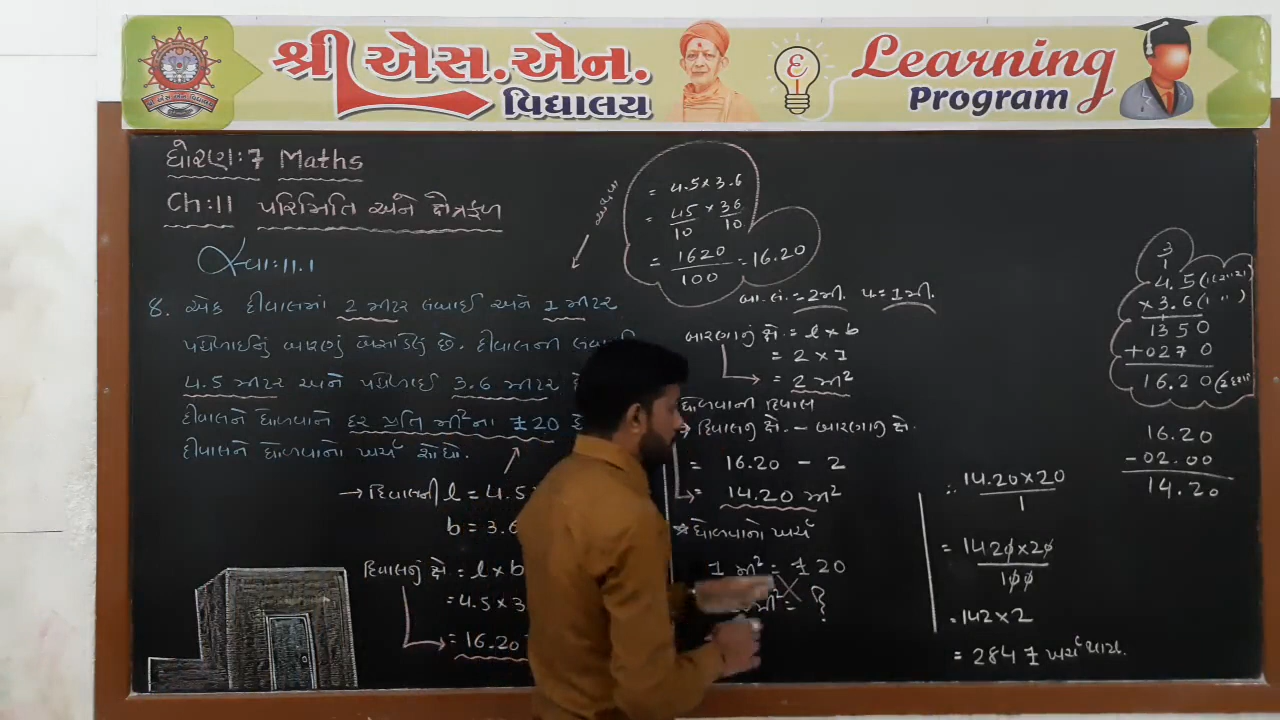 શ્રી એસ.એન.
વિદ્યાલય
Learning
Program
ધોરણ: 7 Maths
Ch:11 પરિમિતિ અને ક્ષેત્રફળ
સ્વા: 11.1
8. એક દીવાલમાં 2 મીટર લંબાઈ અને 1 મીટર
પહોળાઈનું બારણું બેસાડેલું છે. દીવાલની
4.5 મીટર અને પહોળાઈ 3.6 મીટર
દીવાલને ધોળવાનો દર પ્રતિ મી²ના ₹20
દીવાલને ધોળવાનો ખર્ચ શોધો.
→ દિવાલની l = 4.5
b = 3.6
દિવાલનું ક્ષે. = l × b
= 4.5 × 3
= 16.20
= 4.5 × 3.6
= 45/10 × 36/10
= 1620/100 = 16.20
બા. લં. = 2 મી. પ = 1 મી.
બારણાનું ક્ષે. = l × b
= 2 × 1
= 2 મી²
ધોળવાની દિવાલ
→ દિવાલનું ક્ષે. − બારણાનું ક્ષે.
= 16.20 − 2
= 14.20 મી²
* ધોળવાનો ખર્ચ
1 મી² = ₹ 20
મી² = ?
∴ 14.20 × 20 / 1
= 1420 × 20 / 100
= 142 × 2
= 284 ₹ ખર્ચ થાય.
3
1
4.5
× 3.6
1350
+ 0270
16.20
16.20
− 02.00
14.20